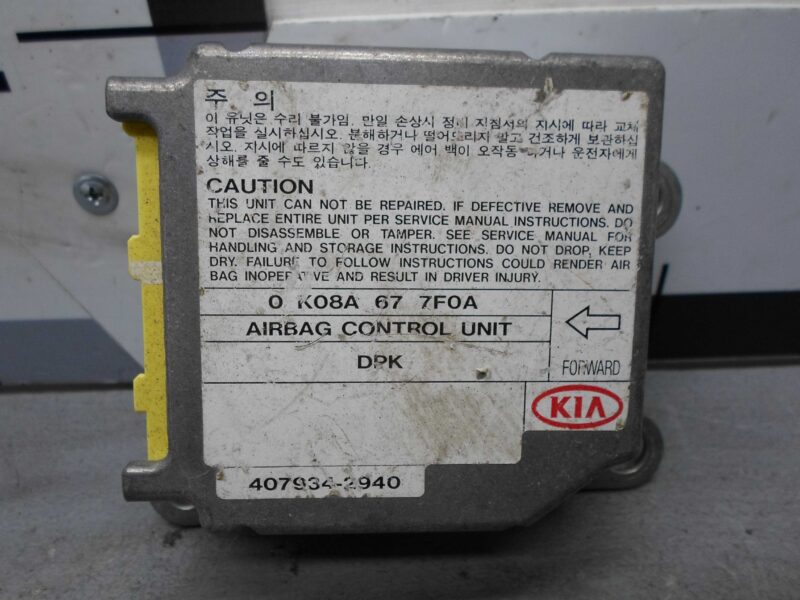 주 의
이 유닛은 수리 불가임. 만일 손상시 정비 지침서의 지시에 따라 교체
작업을 실시하십시오. 분해하거나 떨어뜨리지 말고 건조하게 보관하십
시오. 지시에 따르지 않을 경우 에어 백이 오작동 하거나 운전자에게
상해를 줄 수도 있습니다.
CAUTION
THIS UNIT CAN NOT BE REPAIRED. IF DEFECTIVE REMOVE AND
REPLACE ENTIRE UNIT PER SERVICE MANUAL INSTRUCTIONS. DO
NOT DISASSEMBLE OR TAMPER. SEE SERVICE MANUAL FOR
HANDLING AND STORAGE INSTRUCTIONS. DO NOT DROP, KEEP
DRY. FAILURE TO FOLLOW INSTRUCTIONS COULD RENDER AIR
BAG INOPERATIVE AND RESULT IN DRIVER INJURY.
0 K08A 67 7F0A
AIRBAG CONTROL UNIT
DPK
FORWARD
KIA
407934-2940